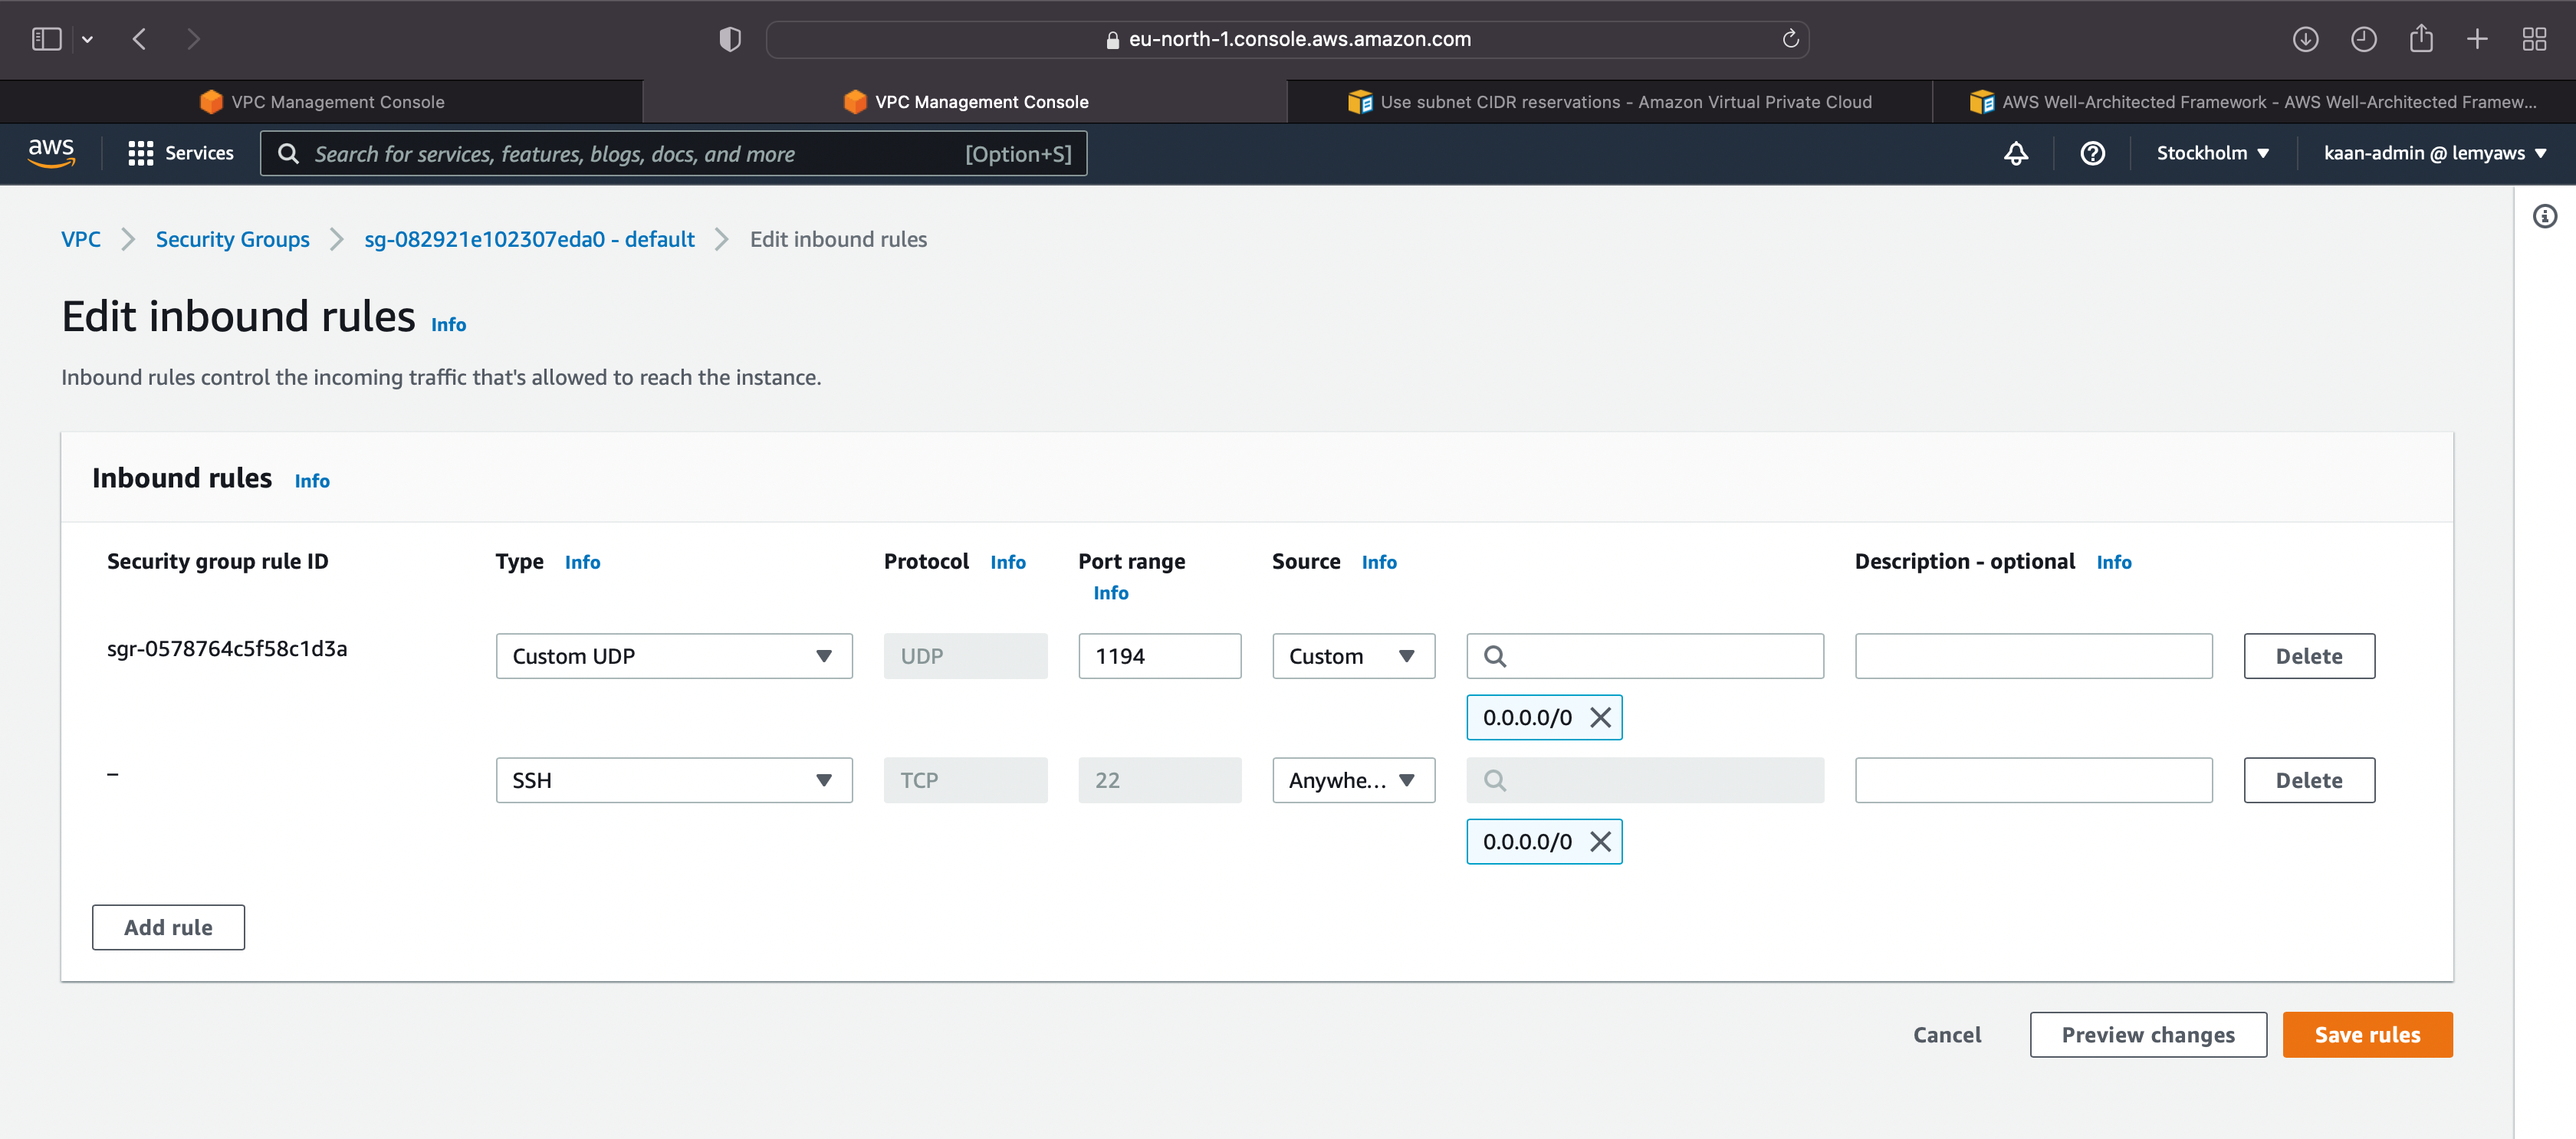 eu-north-1.console.aws.amazon.com
VPC Management Console
VPC Management Console
Use subnet CIDR reservations - Amazon Virtual Private Cloud
AWS Well-Architected Framework - AWS Well-Architected Framew...
aws
Services
Search for services, features, blogs, docs, and more
[Option+S]
Stockholm
kaan-admin @ lemyaws
VPC
Security Groups
sg-082921e102307eda0 - default
Edit inbound rules
Edit inbound rules Info
Inbound rules control the incoming traffic that's allowed to reach the instance.
Inbound rules Info
Security group rule ID
Type Info
Protocol Info
Port range
Info
Source Info
Description - optional Info
sgr-0578764c5f58c1d3a
Custom UDP
UDP
1194
Custom
Delete
0.0.0.0/0
–
SSH
TCP
22
Anywhe...
Delete
0.0.0.0/0
Add rule
Cancel
Preview changes
Save rules